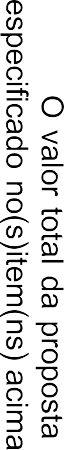 O valor total da proposta
especificado no(s)item(ns) acima